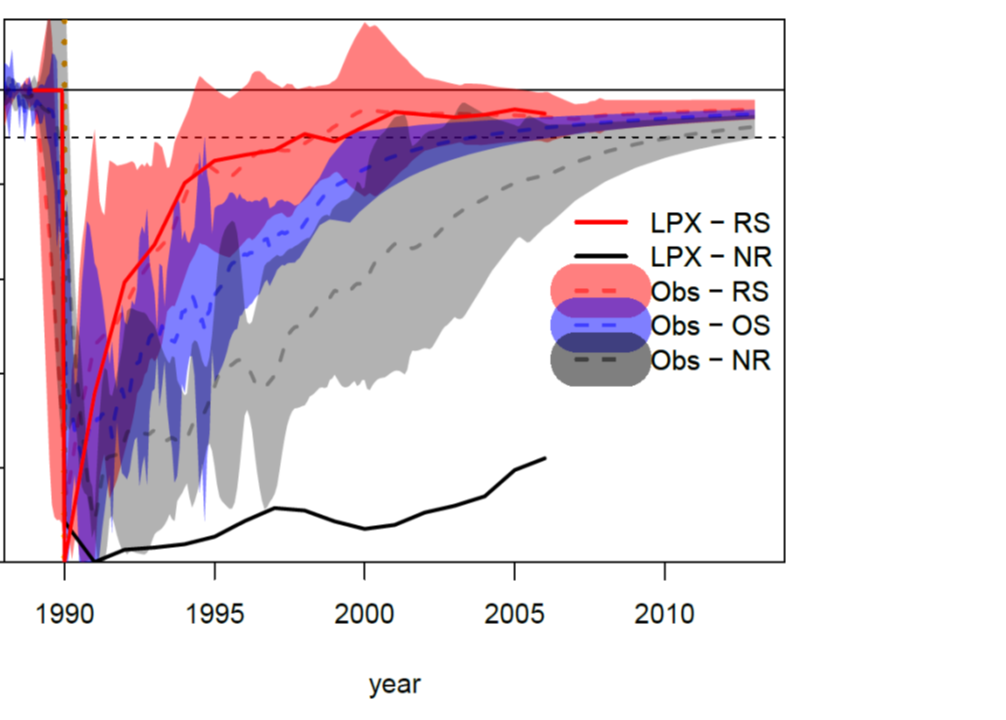 LPX − RS
LPX − NR
Obs − RS
Obs − OS
Obs − NR
1990 1995 2000 2005 2010
year